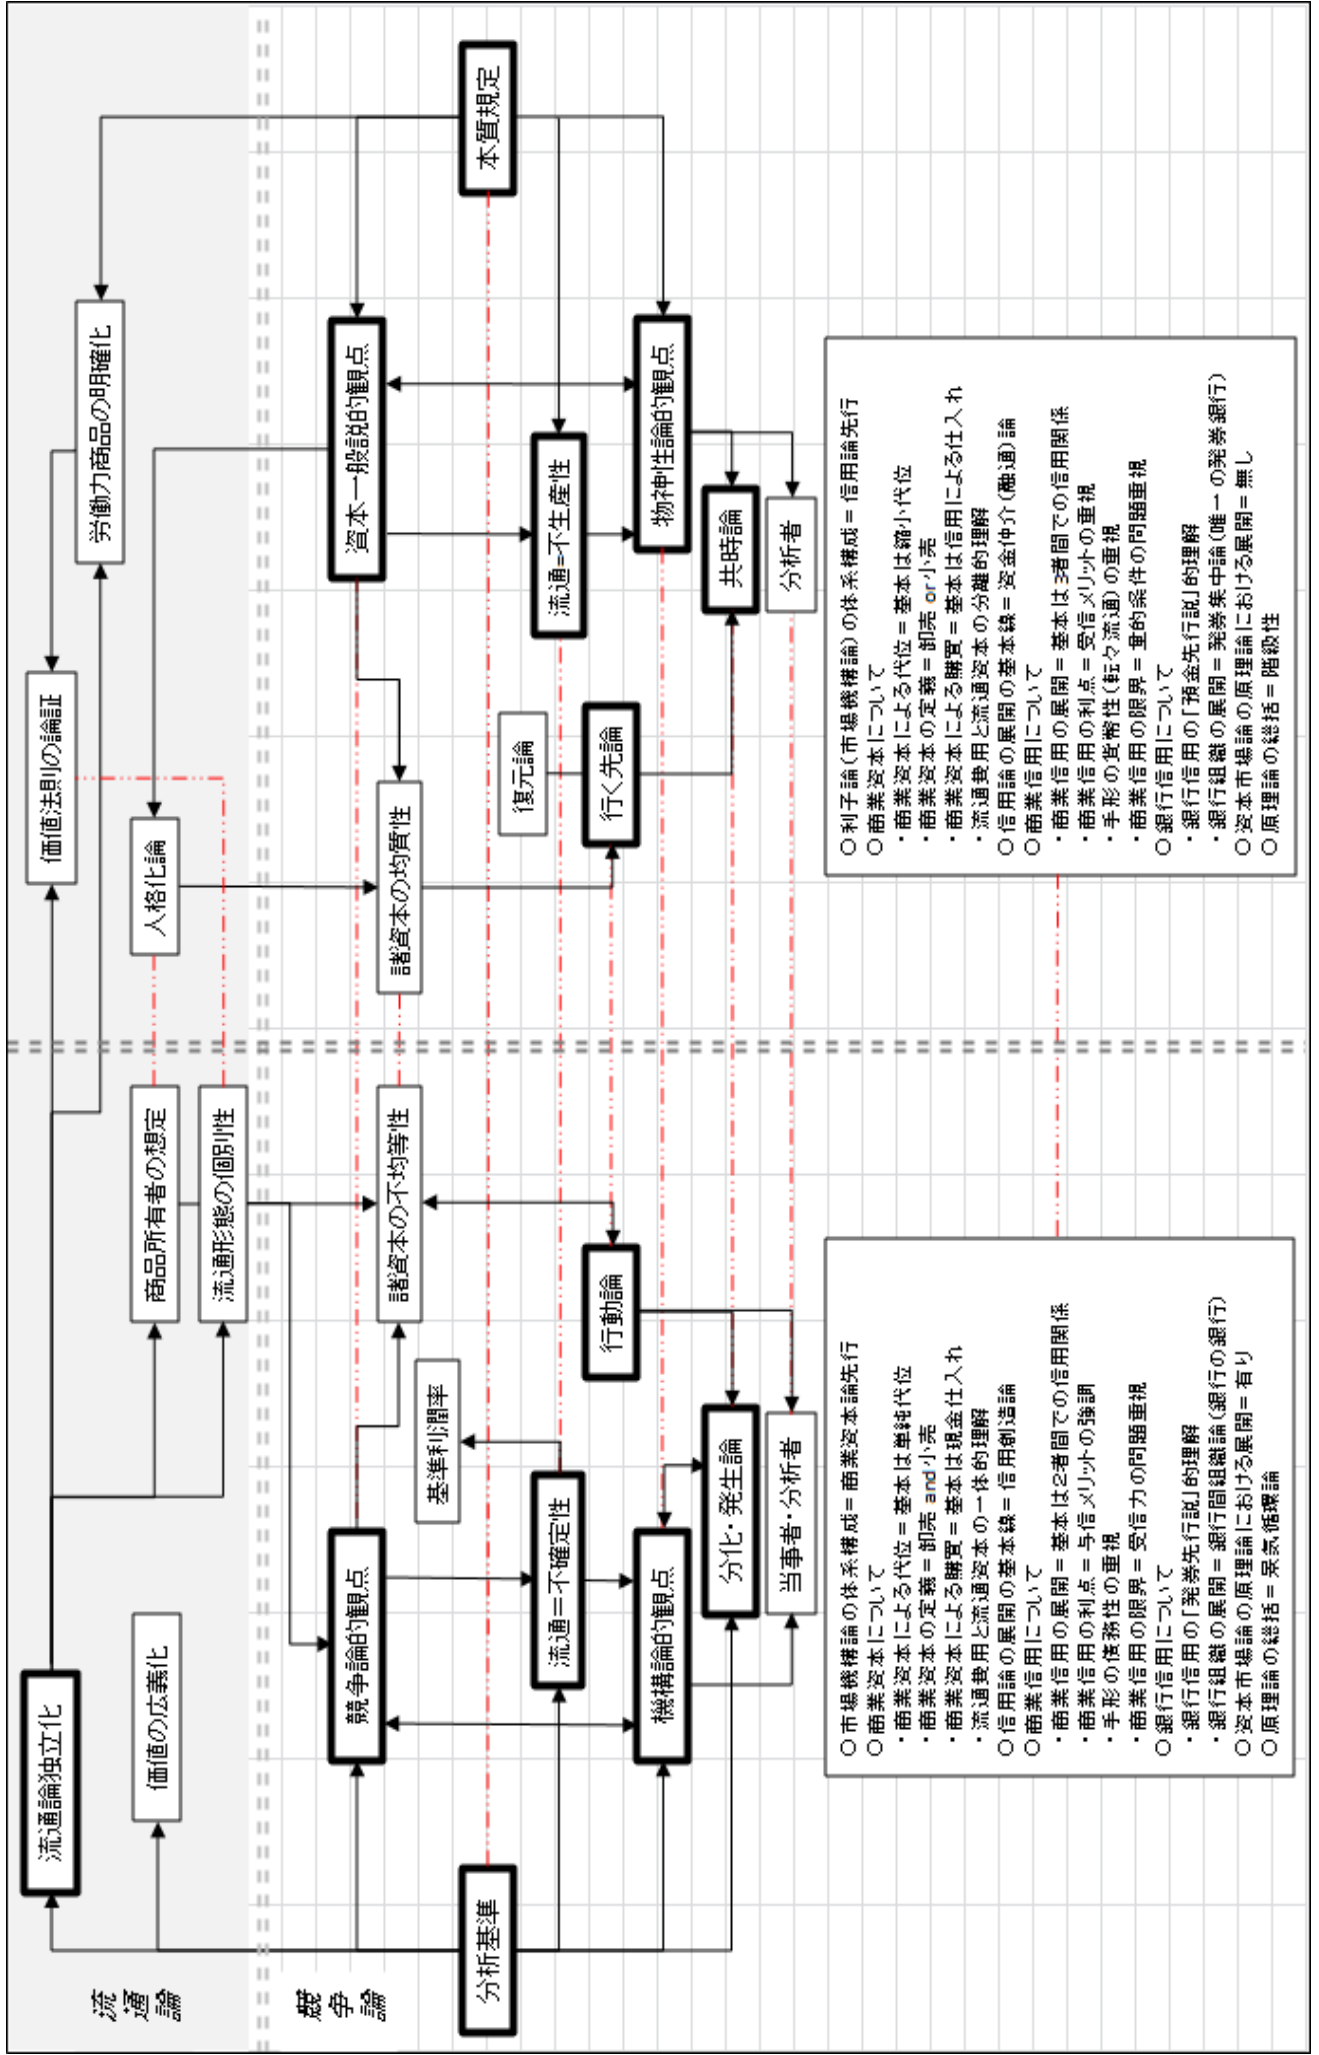 流通論
競争論
流通論独立化
価値の広義化
商品所有者の想定
流通形態の個別性
価値法則の論証
人格化論
労働力商品の明確化
分析基準
競争論的観点
流通=不確定性
機構論的観点
基準利潤率
諸資本の不均等性
行動論
分化・発生論
当事者・分析者
諸資本の均質性
復元論
行く先論
資本一般説的観点
流通=不生産性
物神性論的観点
共時論
分析者
本質規定
○市場機構論の体系構成=商業資本論先行
○商業資本について
・商業資本による代位=基本は単純代位
・商業資本の定義=卸売 and 小売
・商業資本による購買=基本は現金仕入れ
・流通費用と流通資本の一体的理解
○信用論の展開の基本線=信用創造論
○商業信用について
・商業信用の展開=基本は2者間での信用関係
・商業信用の利点=与信メリットの強調
・手形の債務性の重視
・商業信用の限界=受信力の問題重視
○銀行信用について
・銀行信用の「発券先行説」的理解
・銀行組織の展開=銀行間組織論(銀行の銀行)
○資本市場論の原理論における展開=有り
○原理論の総括=景気循環論
○利子論(市場機構論)の体系構成=信用論先行
○商業資本について
・商業資本による代位=基本は縮小代位
・商業資本の定義=卸売 or 小売
・商業資本による購買=基本は信用による仕入れ
・流通費用と流通資本の分離的理解
○信用論の展開の基本線=資金仲介(融通)論
○商業信用について
・商業信用の展開=基本は3者間での信用関係
・商業信用の利点=受信メリットの重視
・手形の貨幣性(転々流通)の重視
・商業信用の限界=量的条件の問題重視
○銀行信用について
・銀行信用の「預金先行説」的理解
・銀行組織の展開=発券集中論(唯一の発券銀行)
○資本市場論の原理論における展開=無し
○原理論の総括=階級性